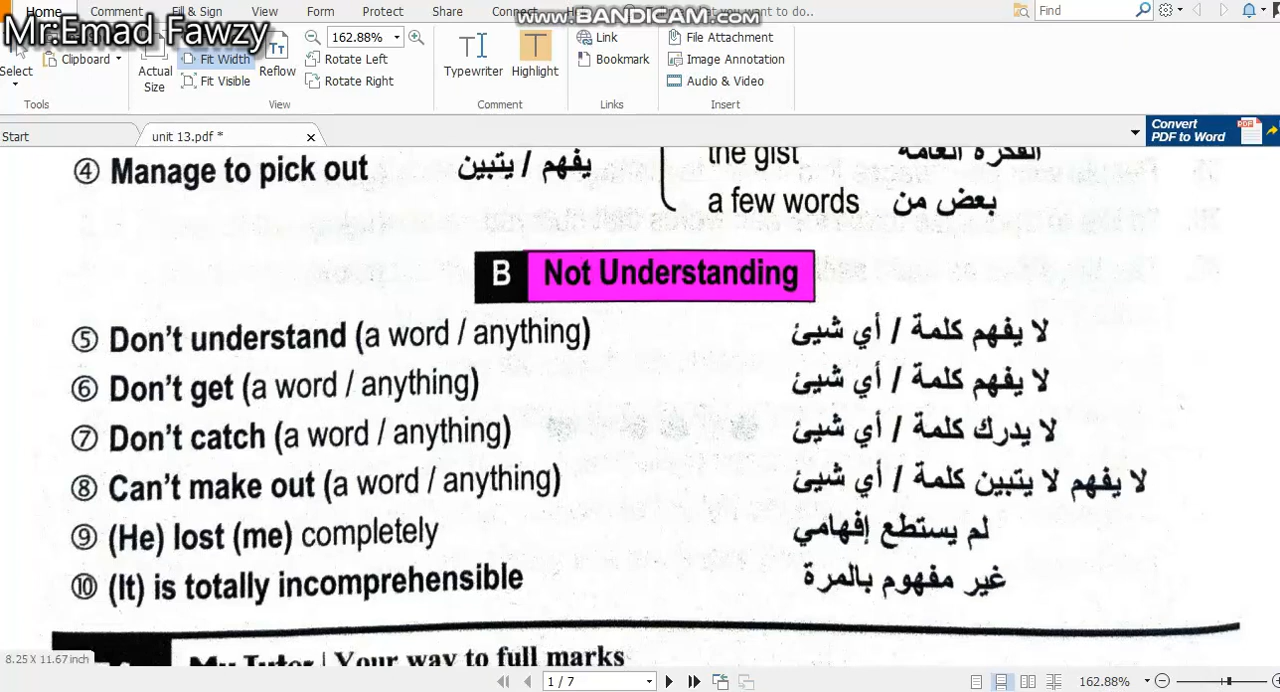 Home Comment Fill & Sign View Form Protect Share Connect Help
WWW.BANDICAM.COM
want to do..
Find
Mr:Emad Fawzy
Select
Clipboard
Actual Size
Fit Width
Fit Visible
Reflow
162.88%
Rotate Left
Rotate Right
Typewriter
Highlight
Link
Bookmark
File Attachment
Image Annotation
Audio & Video
Tools View Comment Links Insert
Start unit 13.pdf * x
Convert PDF to Word
the gist الفكرة العامة
④ Manage to pick out يفهم / يتبين
a few words بعض من
B Not Understanding
⑤ Don't understand (a word / anything) لا يفهم كلمة / أي شيئ
⑥ Don't get (a word / anything) لا يفهم كلمة / أي شيئ
⑦ Don't catch (a word / anything) لا يدرك كلمة / أي شيئ
⑧ Can't make out (a word / anything) لا يفهم لا يتبين كلمة / أي شيئ
⑨ (He) lost (me) completely لم يستطع إفهامي
⑩ (It) is totally incomprehensible غير مفهوم بالمرة
My Tutor | Your way to full marks
8.25 X 11.67 inch
1 / 7
162.88%